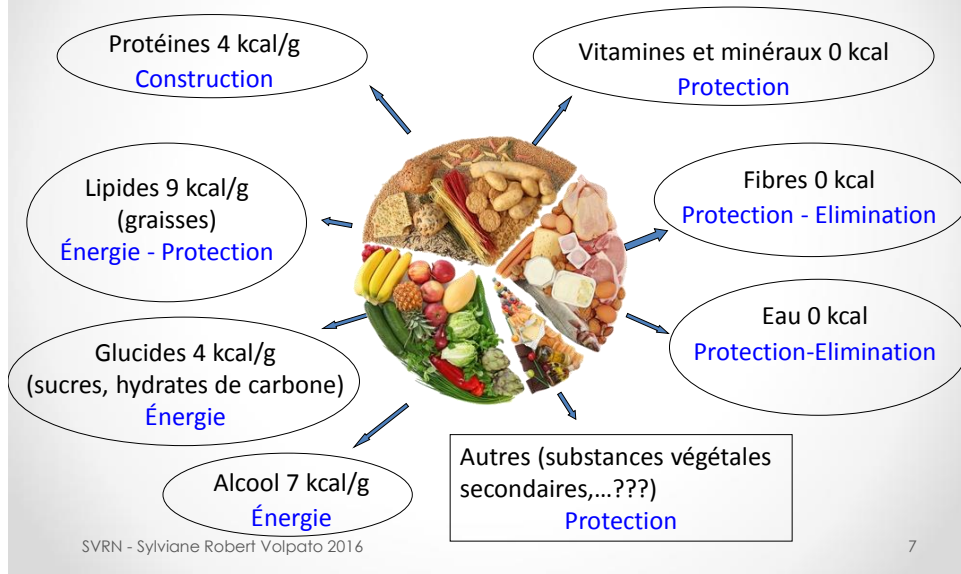 Protéines 4 kcal/g
Construction
Vitamines et minéraux 0 kcal
Protection
Lipides 9 kcal/g
(graisses)
Énergie - Protection
Fibres 0 kcal
Protection - Elimination
Glucides 4 kcal/g
(sucres, hydrates de carbone)
Énergie
Eau 0 kcal
Protection-Elimination
Alcool 7 kcal/g
Énergie
Autres (substances végétales
secondaires,...???)
Protection
SVRN - Sylviane Robert Volpato 2016
7